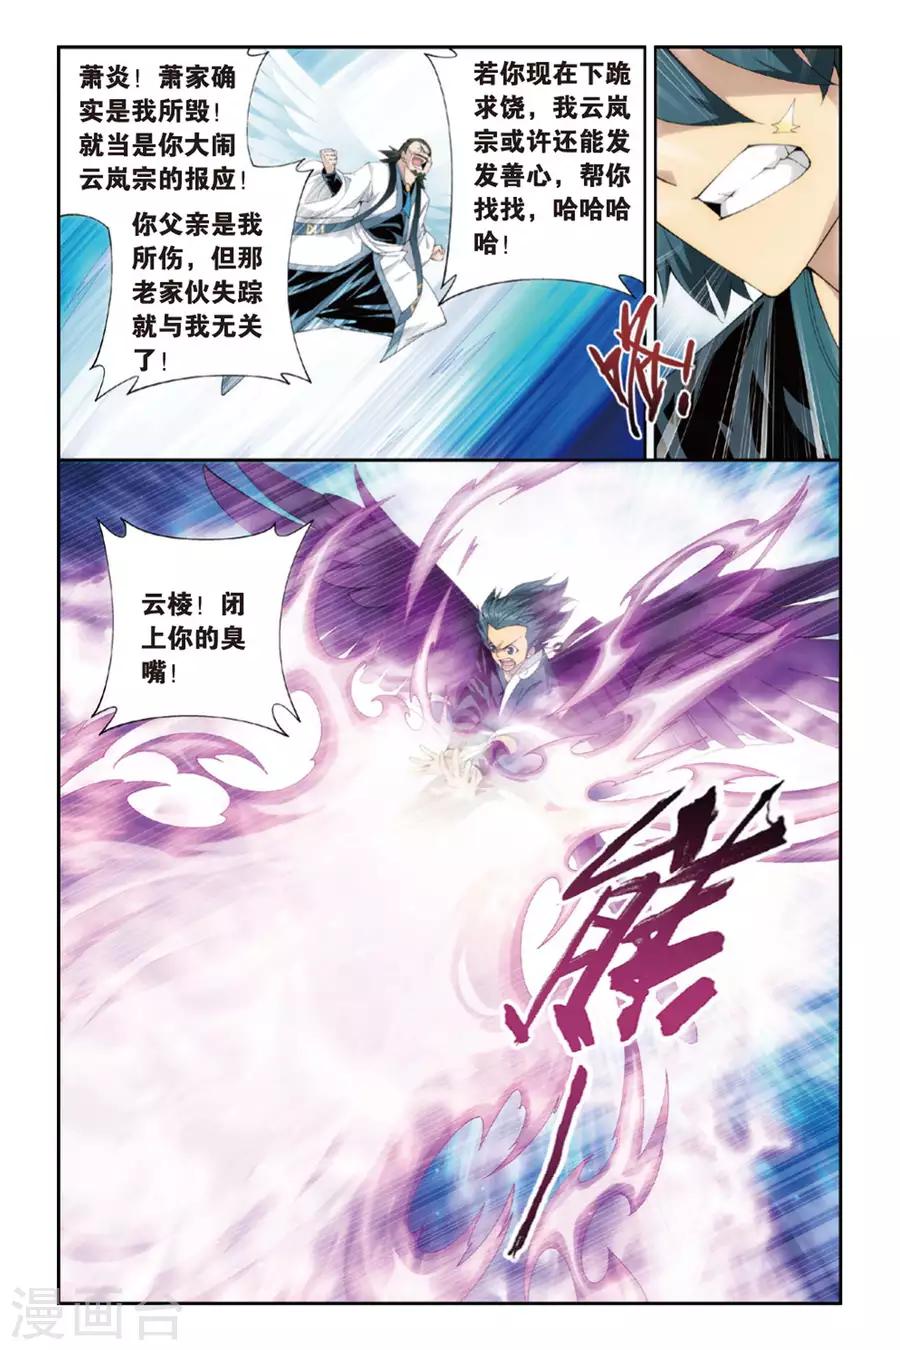 萧炎！萧家确
实是我所毁！
就当是你大闹
云岚宗的报应！
你父亲是我
所伤，但那
老家伙失踪
就与我无关
了！
若你现在下跪
求饶，我云岚
宗或许还能发
发善心，帮你
找找，哈哈哈
哈！
云棱！闭
上你的臭
嘴！
漫画台